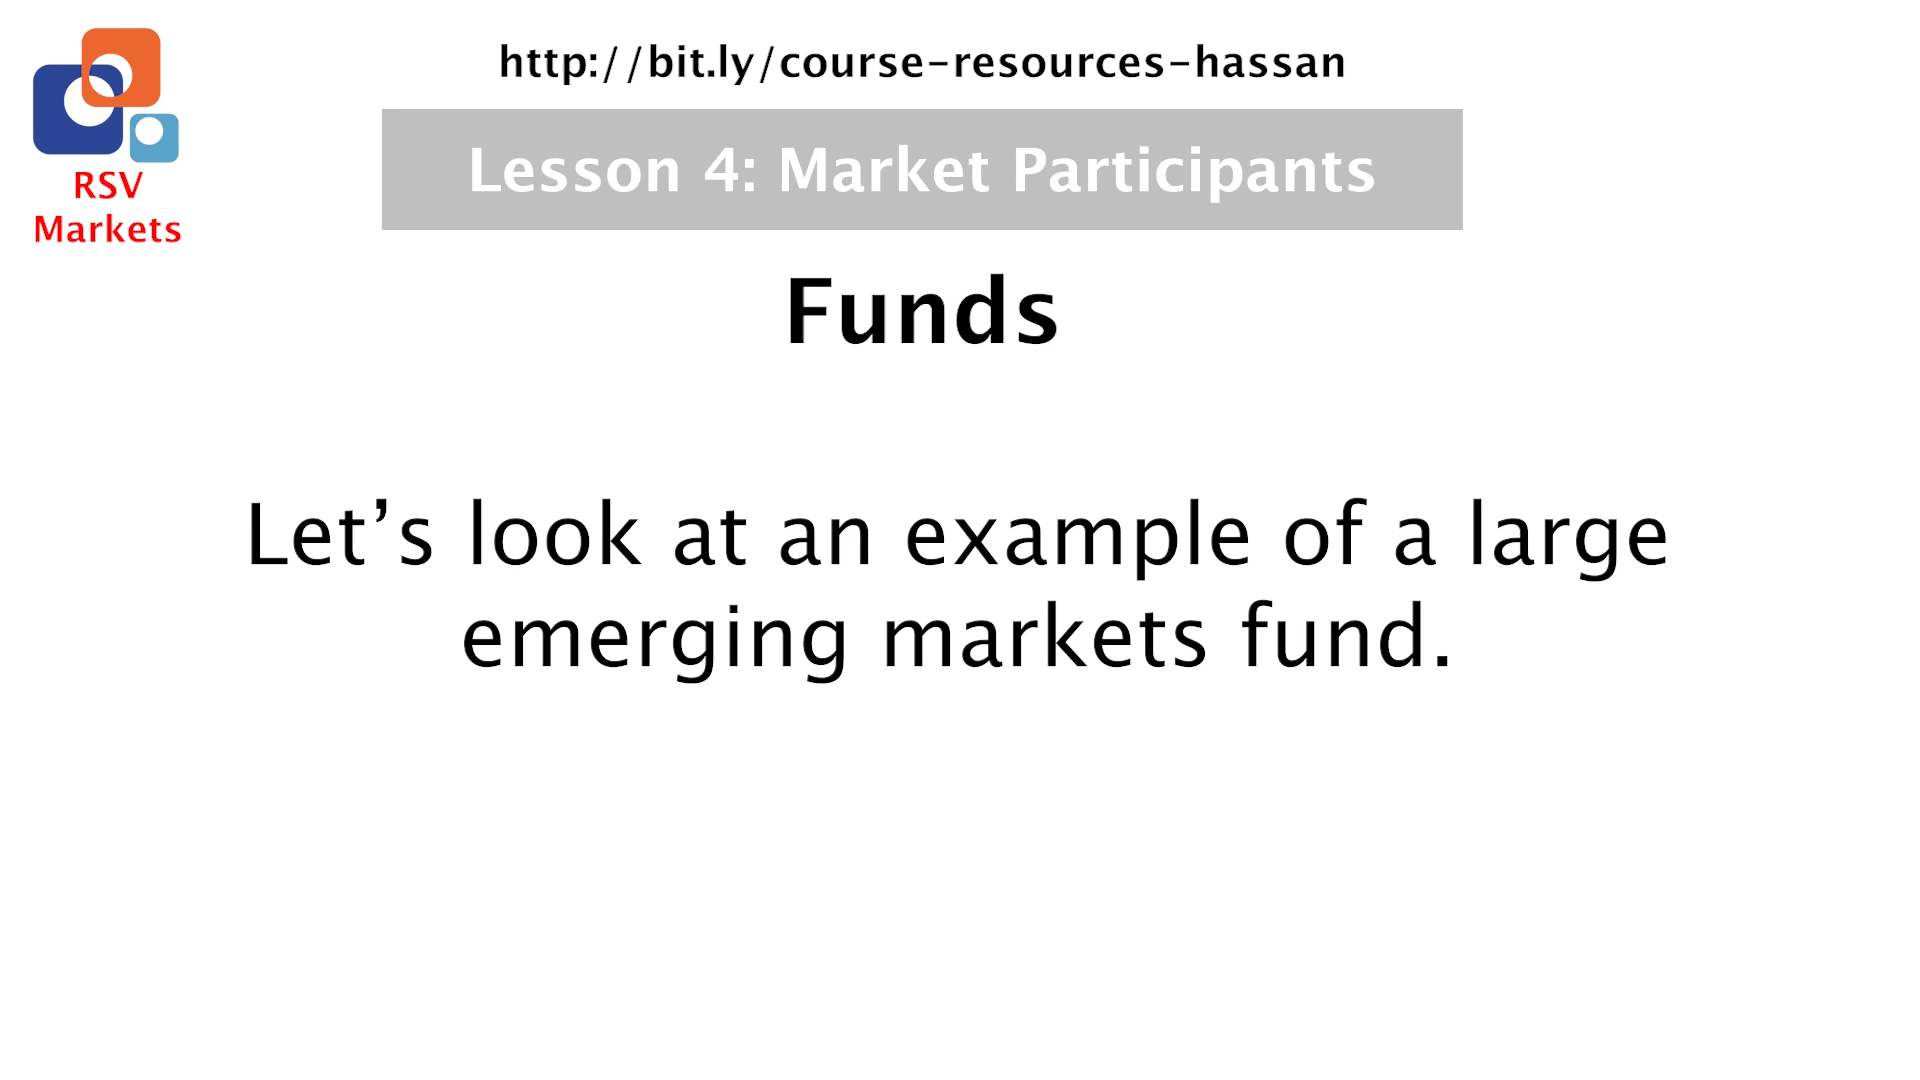 http://bit.ly/course-resources-hassan
RSV
Markets
Lesson 4: Market Participants
Funds
Let’s look at an example of a large
emerging markets fund.